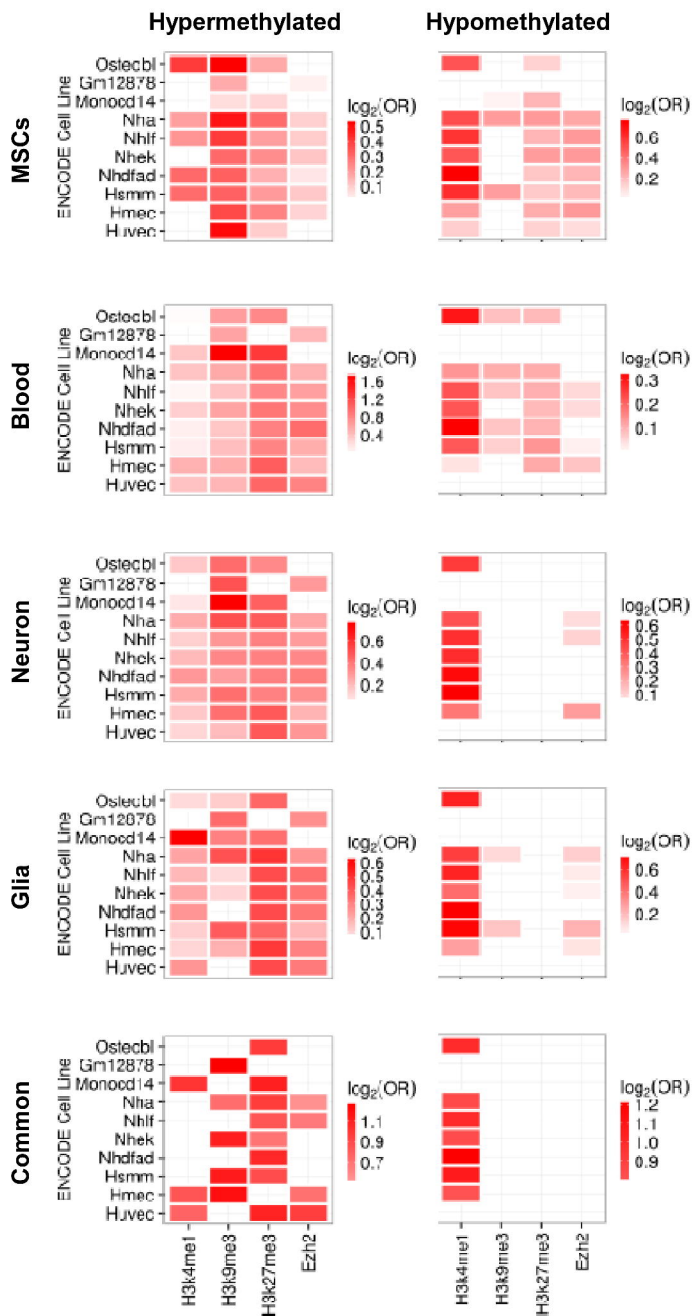 Hypermethylated Hypomethylated
MSCs
ENCODE Cell Line
Osteobl
Gm12878
Monocd14
Nha
Nhlf
Nhek
Nhdfad
Hsmm
Hmec
Huvec
log2(OR)
0.5
0.4
0.3
0.2
0.1
log2(OR)
0.6
0.4
0.2
Blood
ENCODE Cell Line
Osteobl
Gm12878
Monocd14
Nha
Nhlf
Nhek
Nhdfad
Hsmm
Hmec
Huvec
log2(OR)
1.6
1.2
0.8
0.4
log2(OR)
0.3
0.2
0.1
Neuron
ENCODE Cell Line
Osteobl
Gm12878
Monocd14
Nha
Nhlf
Nhek
Nhdfad
Hsmm
Hmec
Huvec
log2(OR)
0.6
0.4
0.2
log2(OR)
0.6
0.5
0.4
0.3
0.2
0.1
Glia
ENCODE Cell Line
Osteobl
Gm12878
Monocd14
Nha
Nhlf
Nhek
Nhdfad
Hsmm
Hmec
Huvec
log2(OR)
0.6
0.5
0.4
0.3
0.2
0.1
log2(OR)
0.6
0.4
0.2
Common
ENCODE Cell Line
Osteobl
Gm12878
Monocd14
Nha
Nhlf
Nhek
Nhdfad
Hsmm
Hmec
Huvec
log2(OR)
1.1
0.9
0.7
log2(OR)
1.2
1.1
1.0
0.9
H3k4me1
H3k9me3
H3k27me3
Ezh2
H3k4me1
H3k9me3
H3k27me3
Ezh2